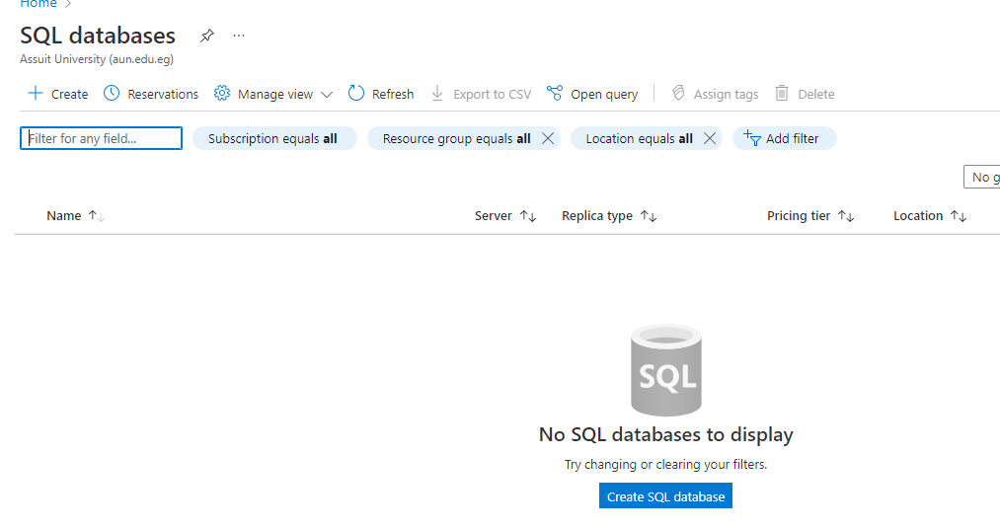 Home
SQL databases
Assuit University (aun.edu.eg)
Create Reservations Manage view Refresh Export to CSV Open query Assign tags Delete
Filter for any field... Subscription equals all Resource group equals all Location equals all Add filter
No g
Name Server Replica type Pricing tier Location
SQL
No SQL databases to display
Try changing or clearing your filters.
Create SQL database